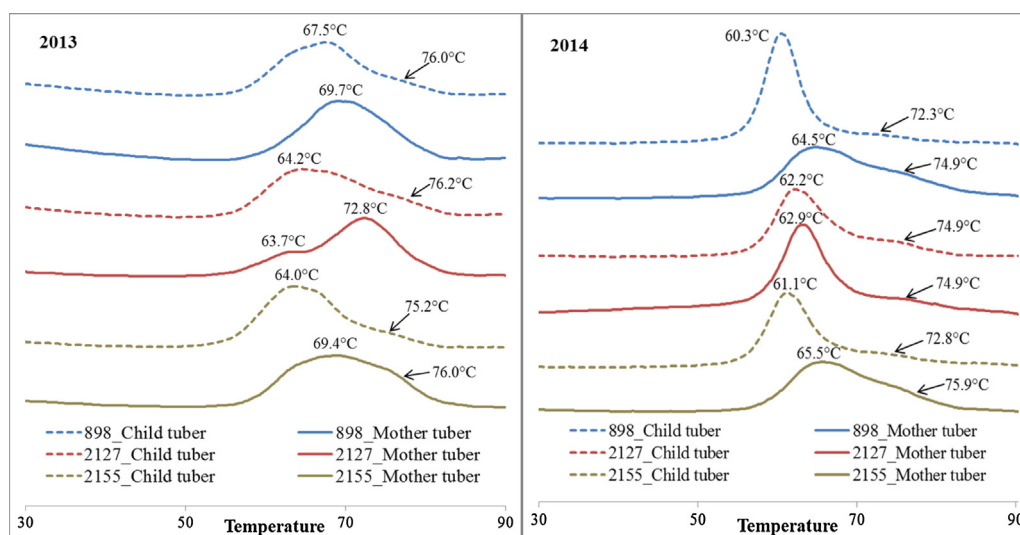 2013
67.5°C
76.0°C
69.7°C
64.2°C
76.2°C
72.8°C
63.7°C
64.0°C
75.2°C
69.4°C
76.0°C
898_Child tuber
898_Mother tuber
2127_Child tuber
2127_Mother tuber
2155_Child tuber
2155_Mother tuber
30 50 70 90
Temperature
2014
60.3°C
72.3°C
64.5°C
74.9°C
62.2°C
62.9°C
74.9°C
74.9°C
61.1°C
72.8°C
65.5°C
75.9°C
898_Child tuber
898_Mother tuber
2127_Child tuber
2127_Mother tuber
2155_Child tuber
2155_Mother tuber
30 50 70 90
Temperature